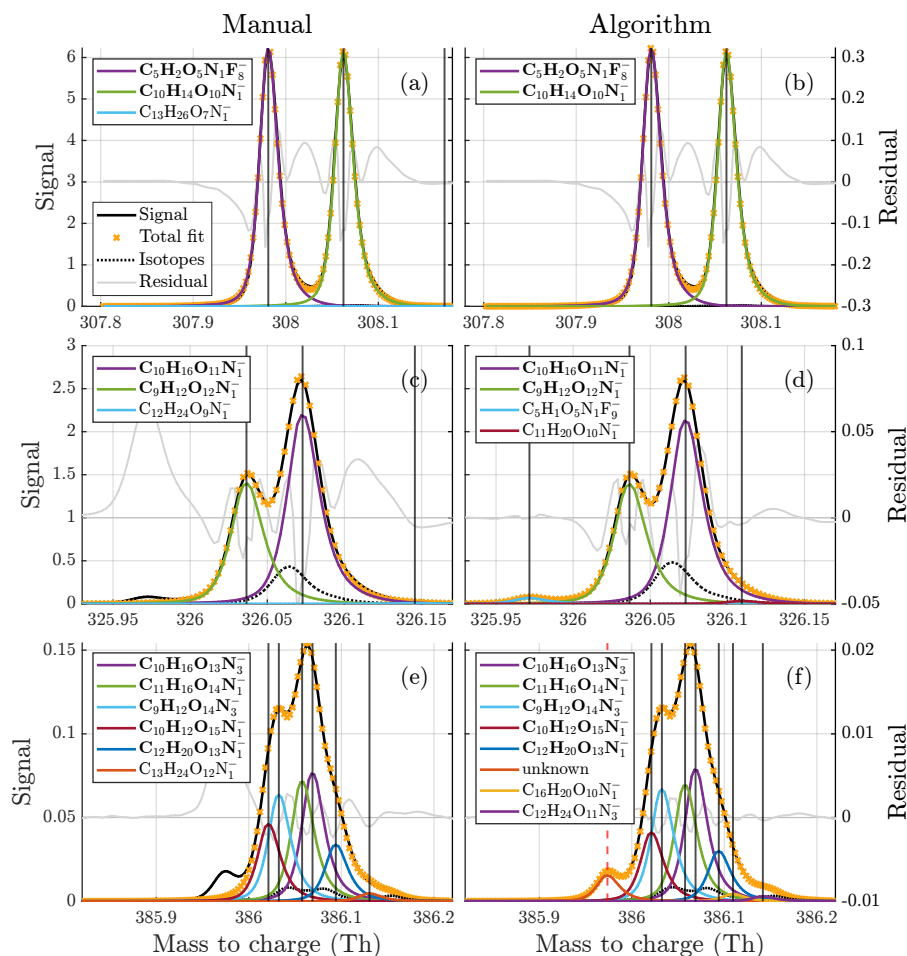 Manual
Algorithm
C₅H₂O₅N₁F₈⁻
C₁₀H₁₄O₁₀N₁⁻
C₁₃H₂₆O₇N₁⁻
(a)
Signal
Total fit
Isotopes
Residual
6
5
4
3
2
1
0
Signal
307.8
307.9
308
308.1
C₅H₂O₅N₁F₈⁻
C₁₀H₁₄O₁₀N₁⁻
(b)
0.3
0.2
0.1
0
-0.1
-0.2
-0.3
Residual
307.8
307.9
308
308.1
C₁₀H₁₆O₁₁N₁⁻
C₉H₁₂O₁₂N₁⁻
C₁₂H₂₄O₉N₁⁻
(c)
3
2.5
2
1.5
1
0.5
0
Signal
325.95
326.05
326.15
C₁₀H₁₆O₁₁N₁⁻
C₉H₁₂O₁₂N₁⁻
C₅H₁O₅N₁F₉⁻
C₁₁H₂₀O₁₀N₁⁻
(d)
0.1
0.05
0
-0.05
Residual
325.95
326.05
326.15
C₁₀H₁₆O₁₃N₃⁻
C₁₁H₁₆O₁₄N₁⁻
C₉H₁₂O₁₄N₃⁻
C₁₀H₁₂O₁₅N₁⁻
C₁₂H₂₀O₁₃N₁⁻
C₁₃H₂₄O₁₂N₁⁻
(e)
0.15
0.1
0.05
0
Signal
385.9
386
386.1
386.2
Mass to charge (Th)
C₁₀H₁₆O₁₃N₃⁻
C₁₁H₁₆O₁₄N₁⁻
C₉H₁₂O₁₄N₃⁻
C₁₀H₁₂O₁₅N₁⁻
C₁₂H₂₀O₁₃N₁⁻
unknown
C₁₆H₂₀O₁₀N₁⁻
C₁₂H₂₄O₁₁N₃⁻
(f)
0.02
0.01
0
-0.01
Residual
385.9
386
386.1
386.2
Mass to charge (Th)